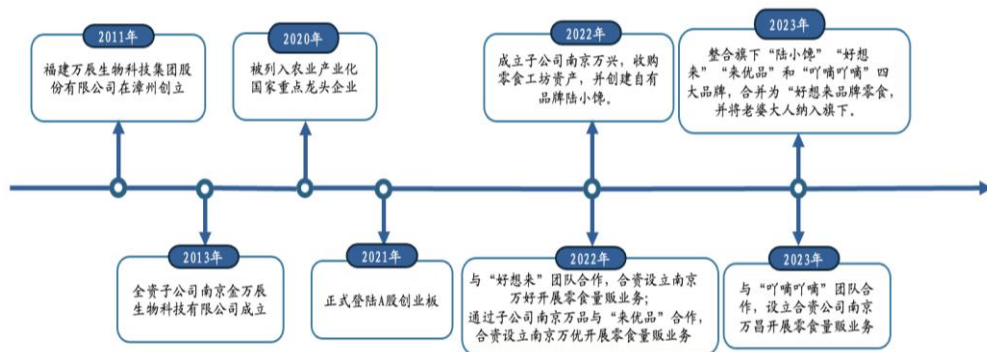 2011年
福建万辰生物科技集团股
份有限公司在漳州创立
2020年
被列入农业产业化
国家重点龙头企业
2022年
成立子公司南京万兴，收购
零食工坊资产，并创建自有
品牌陆小馋。
2023年
整合旗下“陆小馋”“好想
来”“来优品”和“吖嘀吖嘀”四
大品牌，合并为“好想来品牌零食，
并将老婆大人纳入旗下。
2013年
全资子公司南京金万辰
生物科技有限公司成立
2021年
正式登陆A股创业板
2022年
与“好想来”团队合作，合资设立南京
万好开展零食量贩业务；
通过子公司南京万品与“来优品”合作，
合资设立南京万优开展零食量贩业务
2023年
与“吖嘀吖嘀”团队合
作，设立合资公司南京
万昌开展零食量贩业务